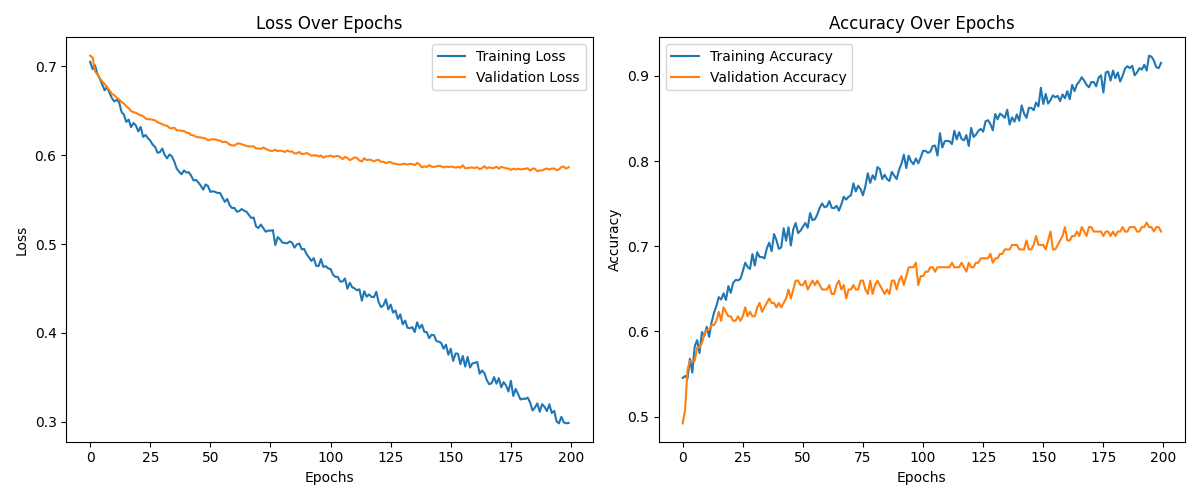 Loss Over Epochs
Training Loss
Validation Loss
Loss
0.7
0.6
0.5
0.4
0.3
0 25 50 75 100 125 150 175 200
Epochs
Accuracy Over Epochs
Training Accuracy
Validation Accuracy
Accuracy
0.9
0.8
0.7
0.6
0.5
0 25 50 75 100 125 150 175 200
Epochs